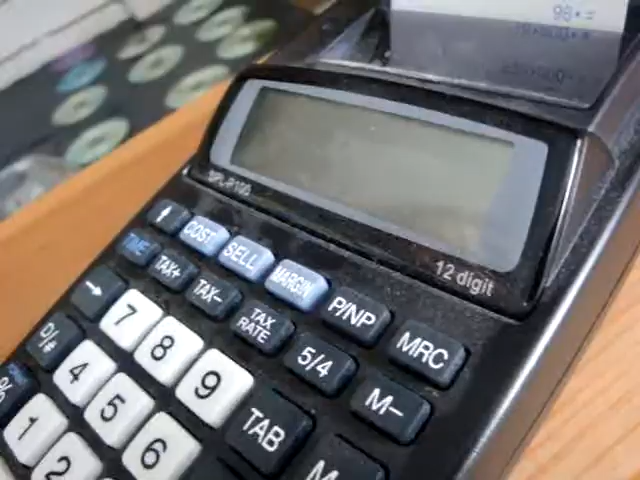 98•=
12 digit
COST SELL MARGIN P/NP MRC
TIME TAX+ TAX– TAX RATE 5/4 M–
→ 7 8 9 TAB M
D/# 4 5 6
% 1 2